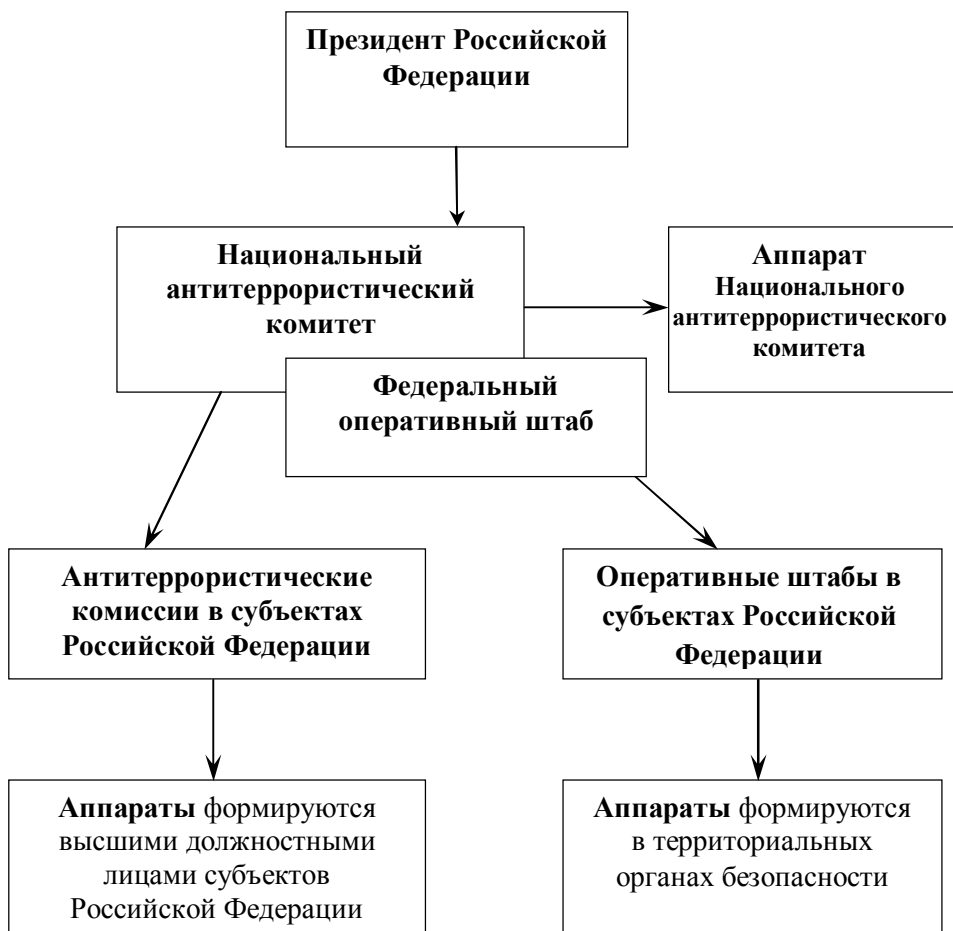 Президент Российской
Федерации
Национальный
антитеррористический
комитет
Аппарат
Национального
антитеррористического
комитета
Федеральный
оперативный штаб
Антитеррористические
комиссии в субъектах
Российской Федерации
Оперативные штабы в
субъектах Российской
Федерации
Аппараты формируются
высшими должностными
лицами субъектов
Российской Федерации
Аппараты формируются
в территориальных
органах безопасности